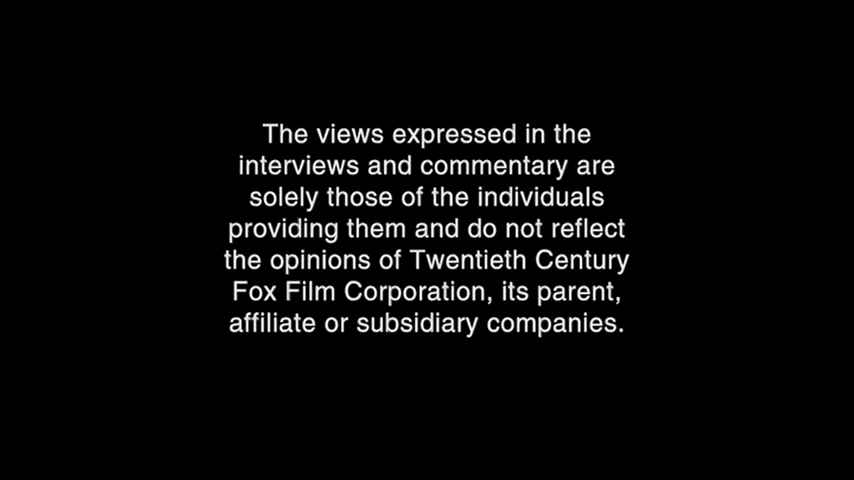 The views expressed in the
interviews and commentary are
solely those of the individuals
providing them and do not reflect
the opinions of Twentieth Century
Fox Film Corporation, its parent,
affiliate or subsidiary companies.